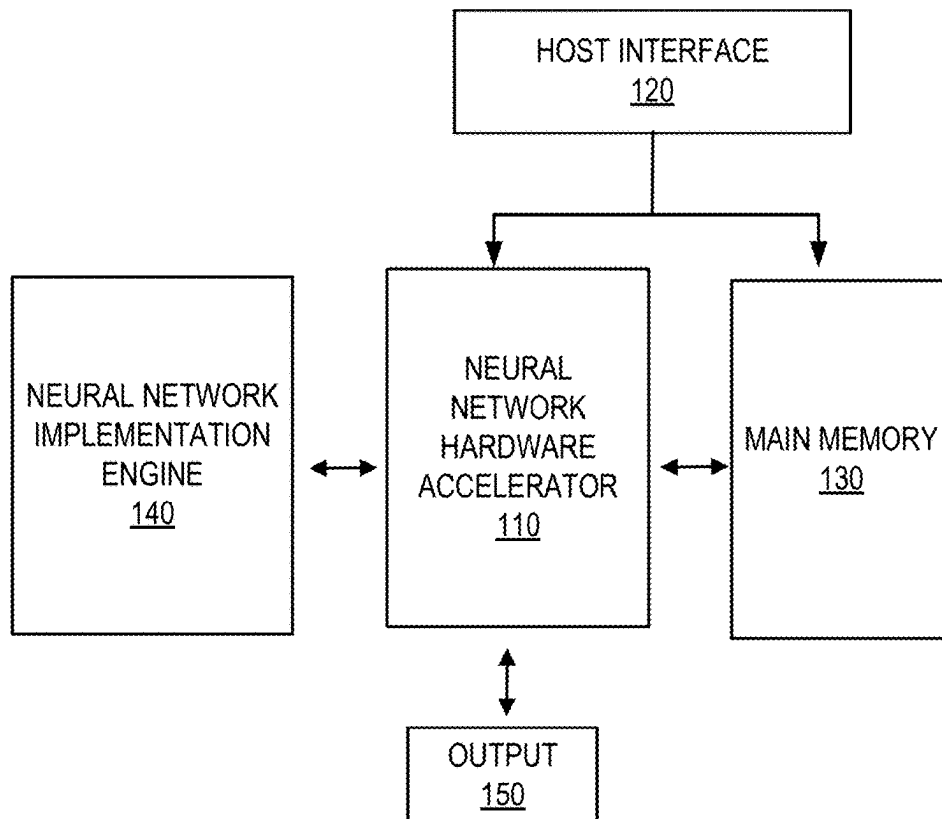 HOST INTERFACE
120
NEURAL NETWORK
IMPLEMENTATION
ENGINE
140
NEURAL
NETWORK
HARDWARE
ACCELERATOR
110
MAIN MEMORY
130
OUTPUT
150